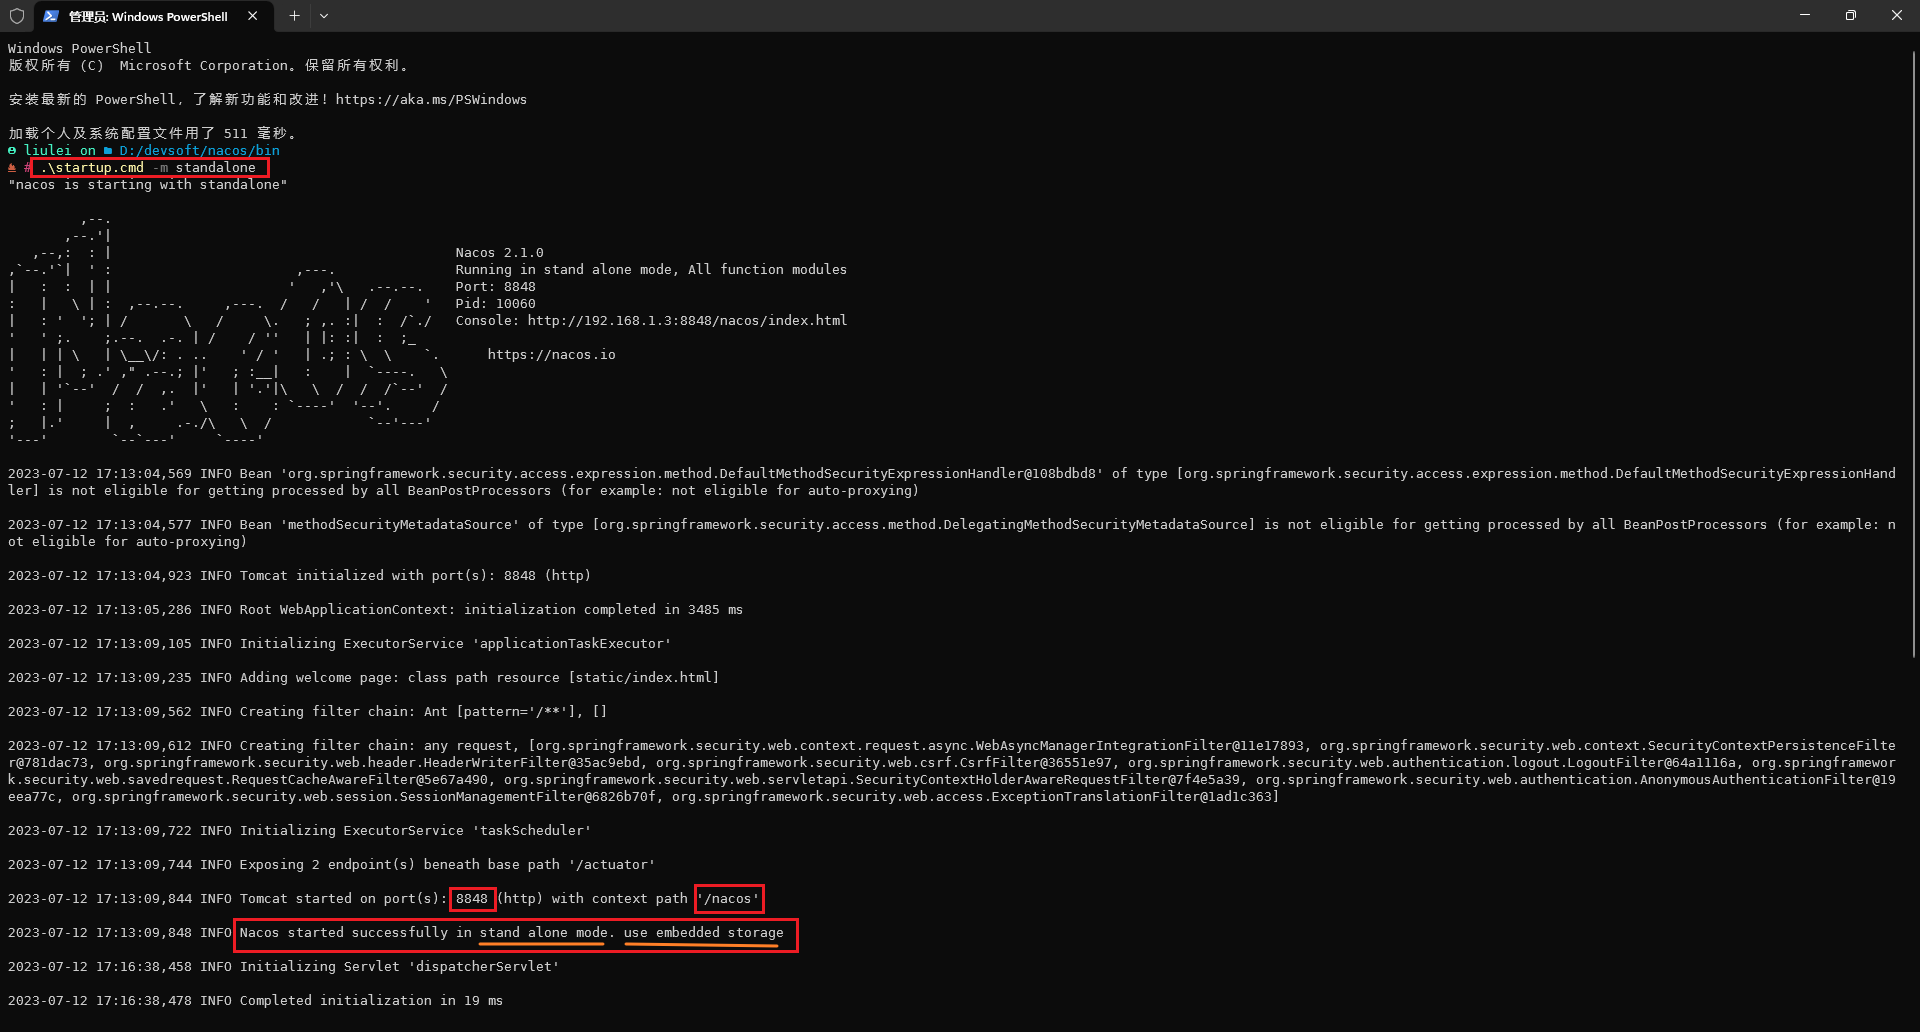 管理员: Windows PowerShell
Windows PowerShell
版权所有 (C)  Microsoft Corporation。保留所有权利。
安装最新的 PowerShell，了解新功能和改进！https://aka.ms/PSWindows
加载个人及系统配置文件用了 511 毫秒。
liulei on D:/devsoft/nacos/bin
# .\startup.cmd -m standalone
"nacos is starting with standalone"
         ,--.
       ,--.'|
   ,--,:  : |                                           Nacos 2.1.0
,`--.'`|  ' :                       ,---.               Running in stand alone mode, All function modules
|   :  :  | |                      '   ,'\   .--.--.    Port: 8848
:   |   \ | :  ,--.--.     ,---.  /   /   | /  /    '   Pid: 10060
|   : '  '; | /       \   /     \.   ; ,. :|  :  /`./   Console: http://192.168.1.3:8848/nacos/index.html
'   ' ;.    ;.--.  .-. | /    / ''   | |: :|  :  ;_
|   | | \   | \__\/: . ..    ' / '   | .; : \  \    `.      https://nacos.io
'   : |  ; .' ," .--.; |'   ; :__|   :    |  `----.   \
|   | '`--'  /  /  ,.  |'   | '.'|\   \  /  /  /`--'  /
'   : |     ;  :   .'   \   :    : `----'  '--'.     /
;   |.'     |  ,     .-./\   \  /            `--'---'
'---'        `--`---'     `----'
2023-07-12 17:13:04,569 INFO Bean 'org.springframework.security.access.expression.method.DefaultMethodSecurityExpressionHandler@108bdbd8' of type [org.springframework.security.access.expression.method.DefaultMethodSecurityExpressionHand
ler] is not eligible for getting processed by all BeanPostProcessors (for example: not eligible for auto-proxying)
2023-07-12 17:13:04,577 INFO Bean 'methodSecurityMetadataSource' of type [org.springframework.security.access.method.DelegatingMethodSecurityMetadataSource] is not eligible for getting processed by all BeanPostProcessors (for example: n
ot eligible for auto-proxying)
2023-07-12 17:13:04,923 INFO Tomcat initialized with port(s): 8848 (http)
2023-07-12 17:13:05,286 INFO Root WebApplicationContext: initialization completed in 3485 ms
2023-07-12 17:13:09,105 INFO Initializing ExecutorService 'applicationTaskExecutor'
2023-07-12 17:13:09,235 INFO Adding welcome page: class path resource [static/index.html]
2023-07-12 17:13:09,562 INFO Creating filter chain: Ant [pattern='/**'], []
2023-07-12 17:13:09,612 INFO Creating filter chain: any request, [org.springframework.security.web.context.request.async.WebAsyncManagerIntegrationFilter@11e17893, org.springframework.security.web.context.SecurityContextPersistenceFilte
r@781dac73, org.springframework.security.web.header.HeaderWriterFilter@35ac9ebd, org.springframework.security.web.csrf.CsrfFilter@36551e97, org.springframework.security.web.authentication.logout.LogoutFilter@64a1116a, org.springframewor
k.security.web.savedrequest.RequestCacheAwareFilter@5e67a490, org.springframework.security.web.servletapi.SecurityContextHolderAwareRequestFilter@7f4e5a39, org.springframework.security.web.authentication.AnonymousAuthenticationFilter@19
eea77c, org.springframework.security.web.session.SessionManagementFilter@6826b70f, org.springframework.security.web.access.ExceptionTranslationFilter@1ad1c363]
2023-07-12 17:13:09,722 INFO Initializing ExecutorService 'taskScheduler'
2023-07-12 17:13:09,744 INFO Exposing 2 endpoint(s) beneath base path '/actuator'
2023-07-12 17:13:09,844 INFO Tomcat started on port(s): 8848 (http) with context path '/nacos'
2023-07-12 17:13:09,848 INFO Nacos started successfully in stand alone mode. use embedded storage
2023-07-12 17:16:38,458 INFO Initializing Servlet 'dispatcherServlet'
2023-07-12 17:16:38,478 INFO Completed initialization in 19 ms